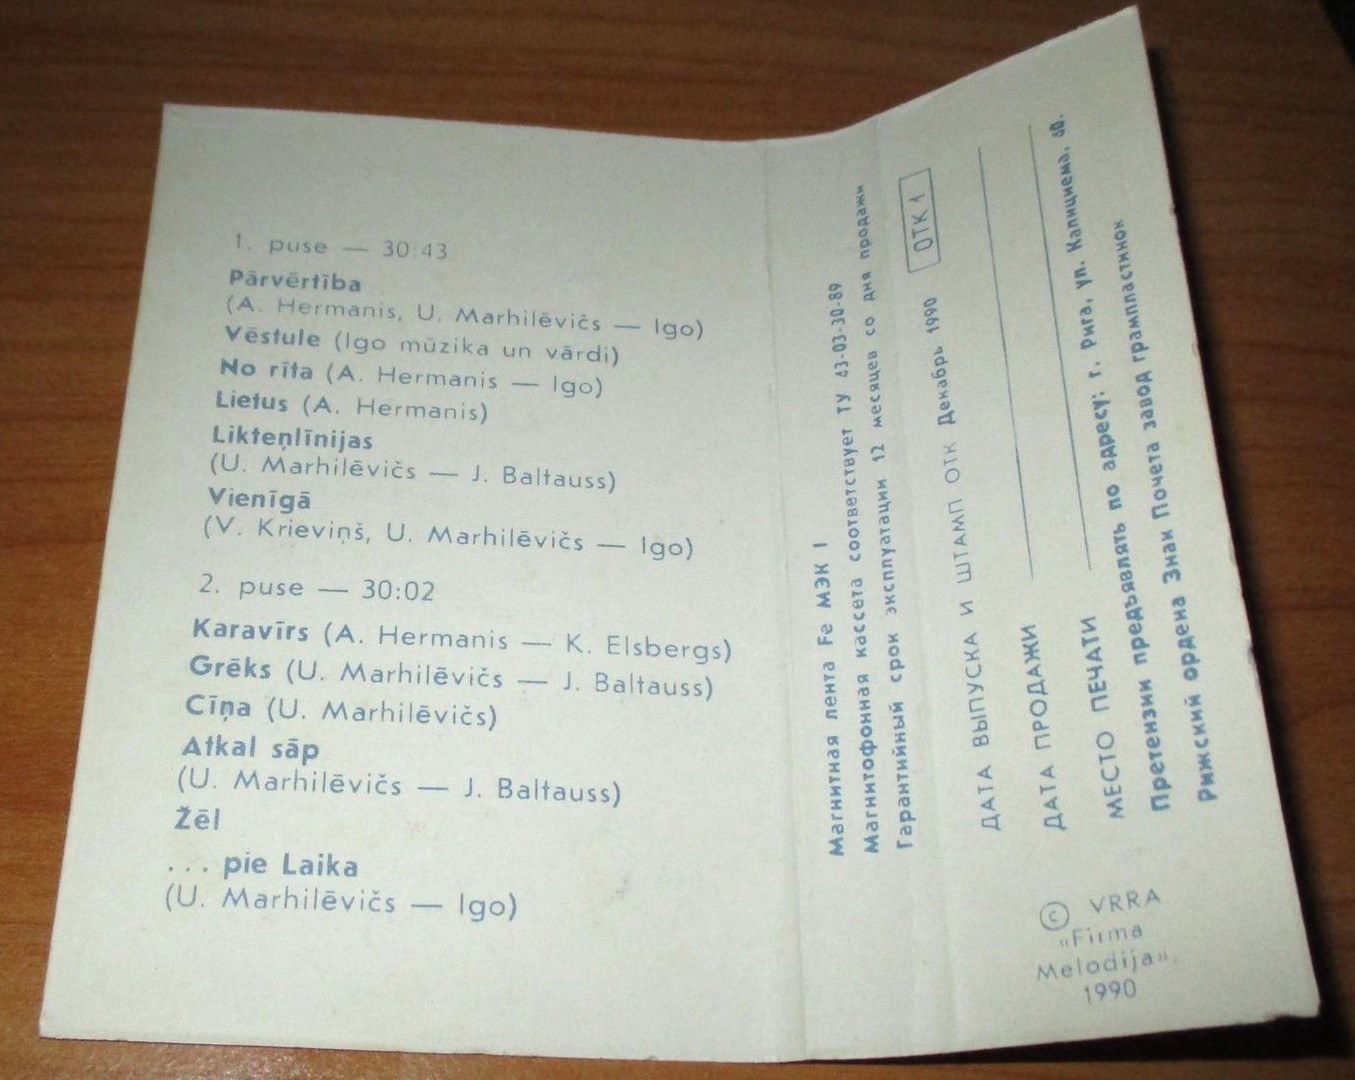 1. puse — 30:43
Pārvērtība
(A. Hermanis, U. Marhilēvičs — Igo)
Vēstule (Igo mūzika un vārdi)
No rīta (A. Hermanis — Igo)
Lietus (A. Hermanis)
Likteņlīnijas
(U. Marhilēvičs — J. Baltauss)
Vienīgā
(V. Krieviņš, U. Marhilēvičs — Igo)
2. puse — 30:02
Karavīrs (A. Hermanis — K. Elsbergs)
Grēks (U. Marhilēvičs — J. Baltauss)
Cīņa (U. Marhilēvičs)
Atkal sāp
(U. Marhilēvičs — J. Baltauss)
Žēl
... pie Laika
(U. Marhilēvičs — Igo)
Магнитная лента Fe МЭК I
Магнитофонная кассета соответствует ТУ 43-03-30-89
Гарантийный срок эксплуатации 12 месяцев со дня продажи
ДАТА ВЫПУСКА И ШТАМП ОТК Декабрь 1990 ОТК 1
ДАТА ПРОДАЖИ
МЕСТО ПЕЧАТИ
Претензии предъявлять по адресу: г. Рига, ул. Калнциема, 40.
Рижский ордена Знак Почета завод грампластинок
© VRRA
«Firma
Melodija».
1990